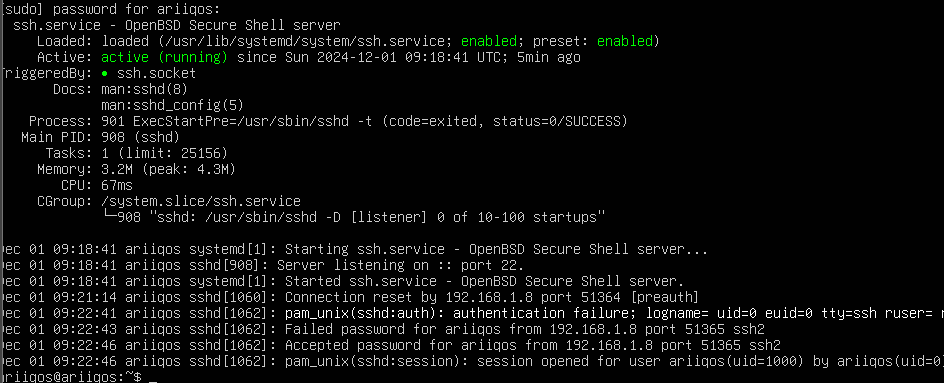 [sudo] password for ariiqos:
ssh.service - OpenBSD Secure Shell server
Loaded: loaded (/usr/lib/systemd/system/ssh.service; enabled; preset: enabled)
Active: active (running) since Sun 2024-12-01 09:18:41 UTC; 5min ago
TriggeredBy: ● ssh.socket
Docs: man:sshd(8)
man:sshd_config(5)
Process: 901 ExecStartPre=/usr/sbin/sshd -t (code=exited, status=0/SUCCESS)
Main PID: 908 (sshd)
Tasks: 1 (limit: 25156)
Memory: 3.2M (peak: 4.3M)
CPU: 67ms
CGroup: /system.slice/ssh.service
└─908 "sshd: /usr/sbin/sshd -D [listener] 0 of 10-100 startups"
Dec 01 09:18:41 ariiqos systemd[1]: Starting ssh.service - OpenBSD Secure Shell server...
Dec 01 09:18:41 ariiqos sshd[908]: Server listening on :: port 22.
Dec 01 09:18:41 ariiqos systemd[1]: Started ssh.service - OpenBSD Secure Shell server.
Dec 01 09:21:14 ariiqos sshd[1060]: Connection reset by 192.168.1.8 port 51364 [preauth]
Dec 01 09:22:41 ariiqos sshd[1062]: pam_unix(sshd:auth): authentication failure; logname= uid=0 euid=0 tty=ssh ruser= r
Dec 01 09:22:43 ariiqos sshd[1062]: Failed password for ariiqos from 192.168.1.8 port 51365 ssh2
Dec 01 09:22:46 ariiqos sshd[1062]: Accepted password for ariiqos from 192.168.1.8 port 51365 ssh2
Dec 01 09:22:46 ariiqos sshd[1062]: pam_unix(sshd:session): session opened for user ariiqos(uid=1000) by ariiqos(uid=0
ariiqos@ariiqos:~$ _